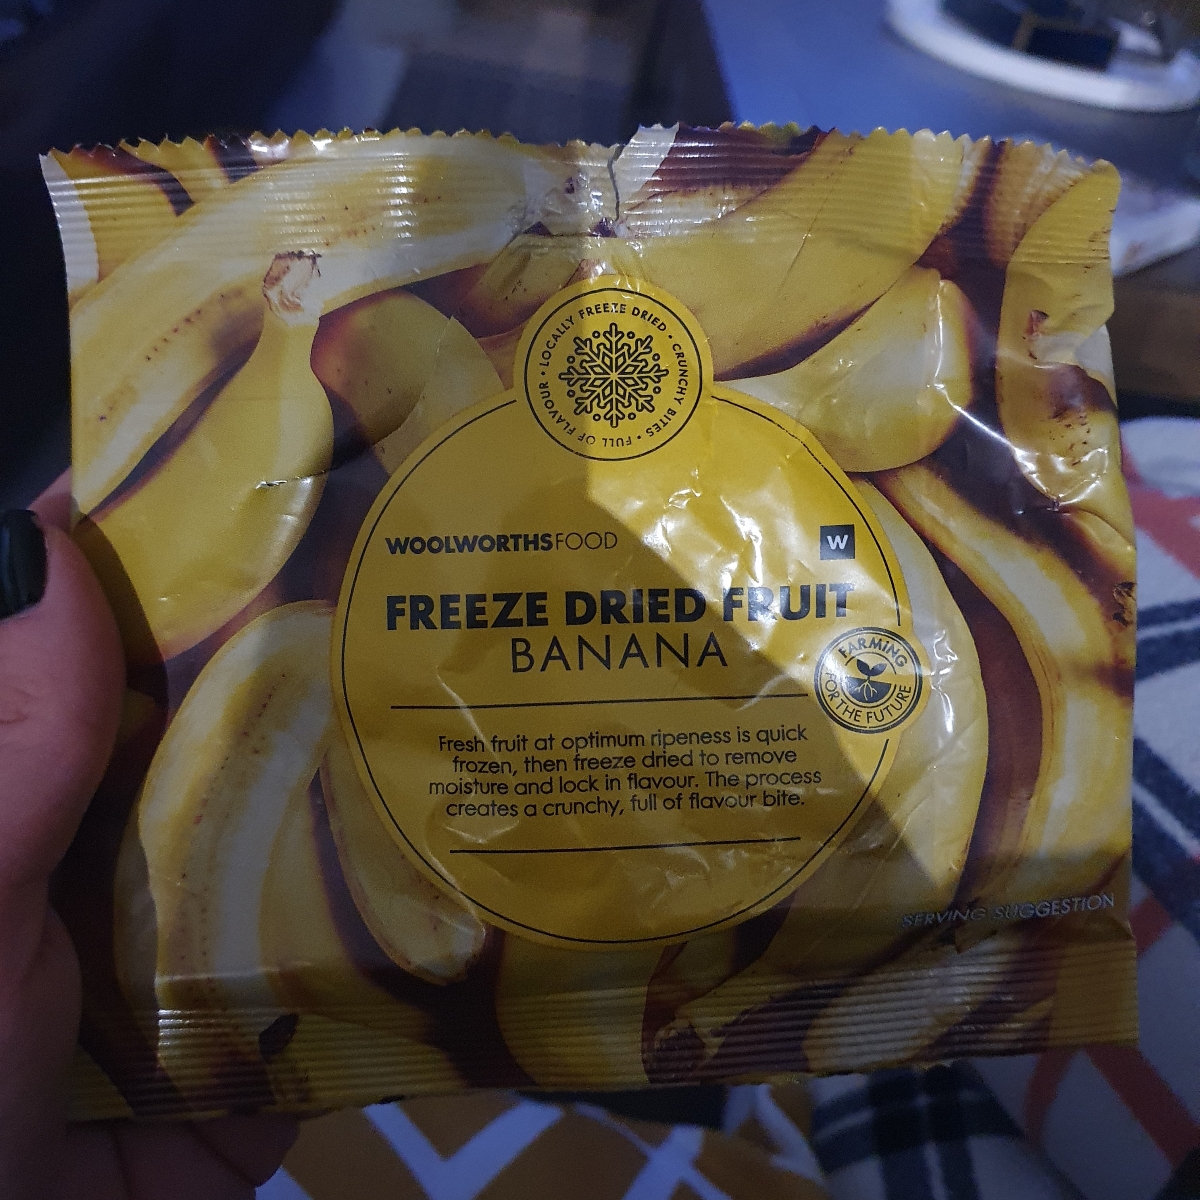 LOCALLY FREEZE DRIED • CRUNCHY BITES • FULL OF FLAVOUR •
WOOLWORTHSFOOD
W
FREEZE DRIED FRUIT
BANANA
FARMiNG
FOR THE FUTURE
Fresh fruit at optimum ripeness is quick
frozen, then freeze dried to remove
moisture and lock in flavour. The process
creates a crunchy, full of flavour bite.
SERVING SUGGESTION